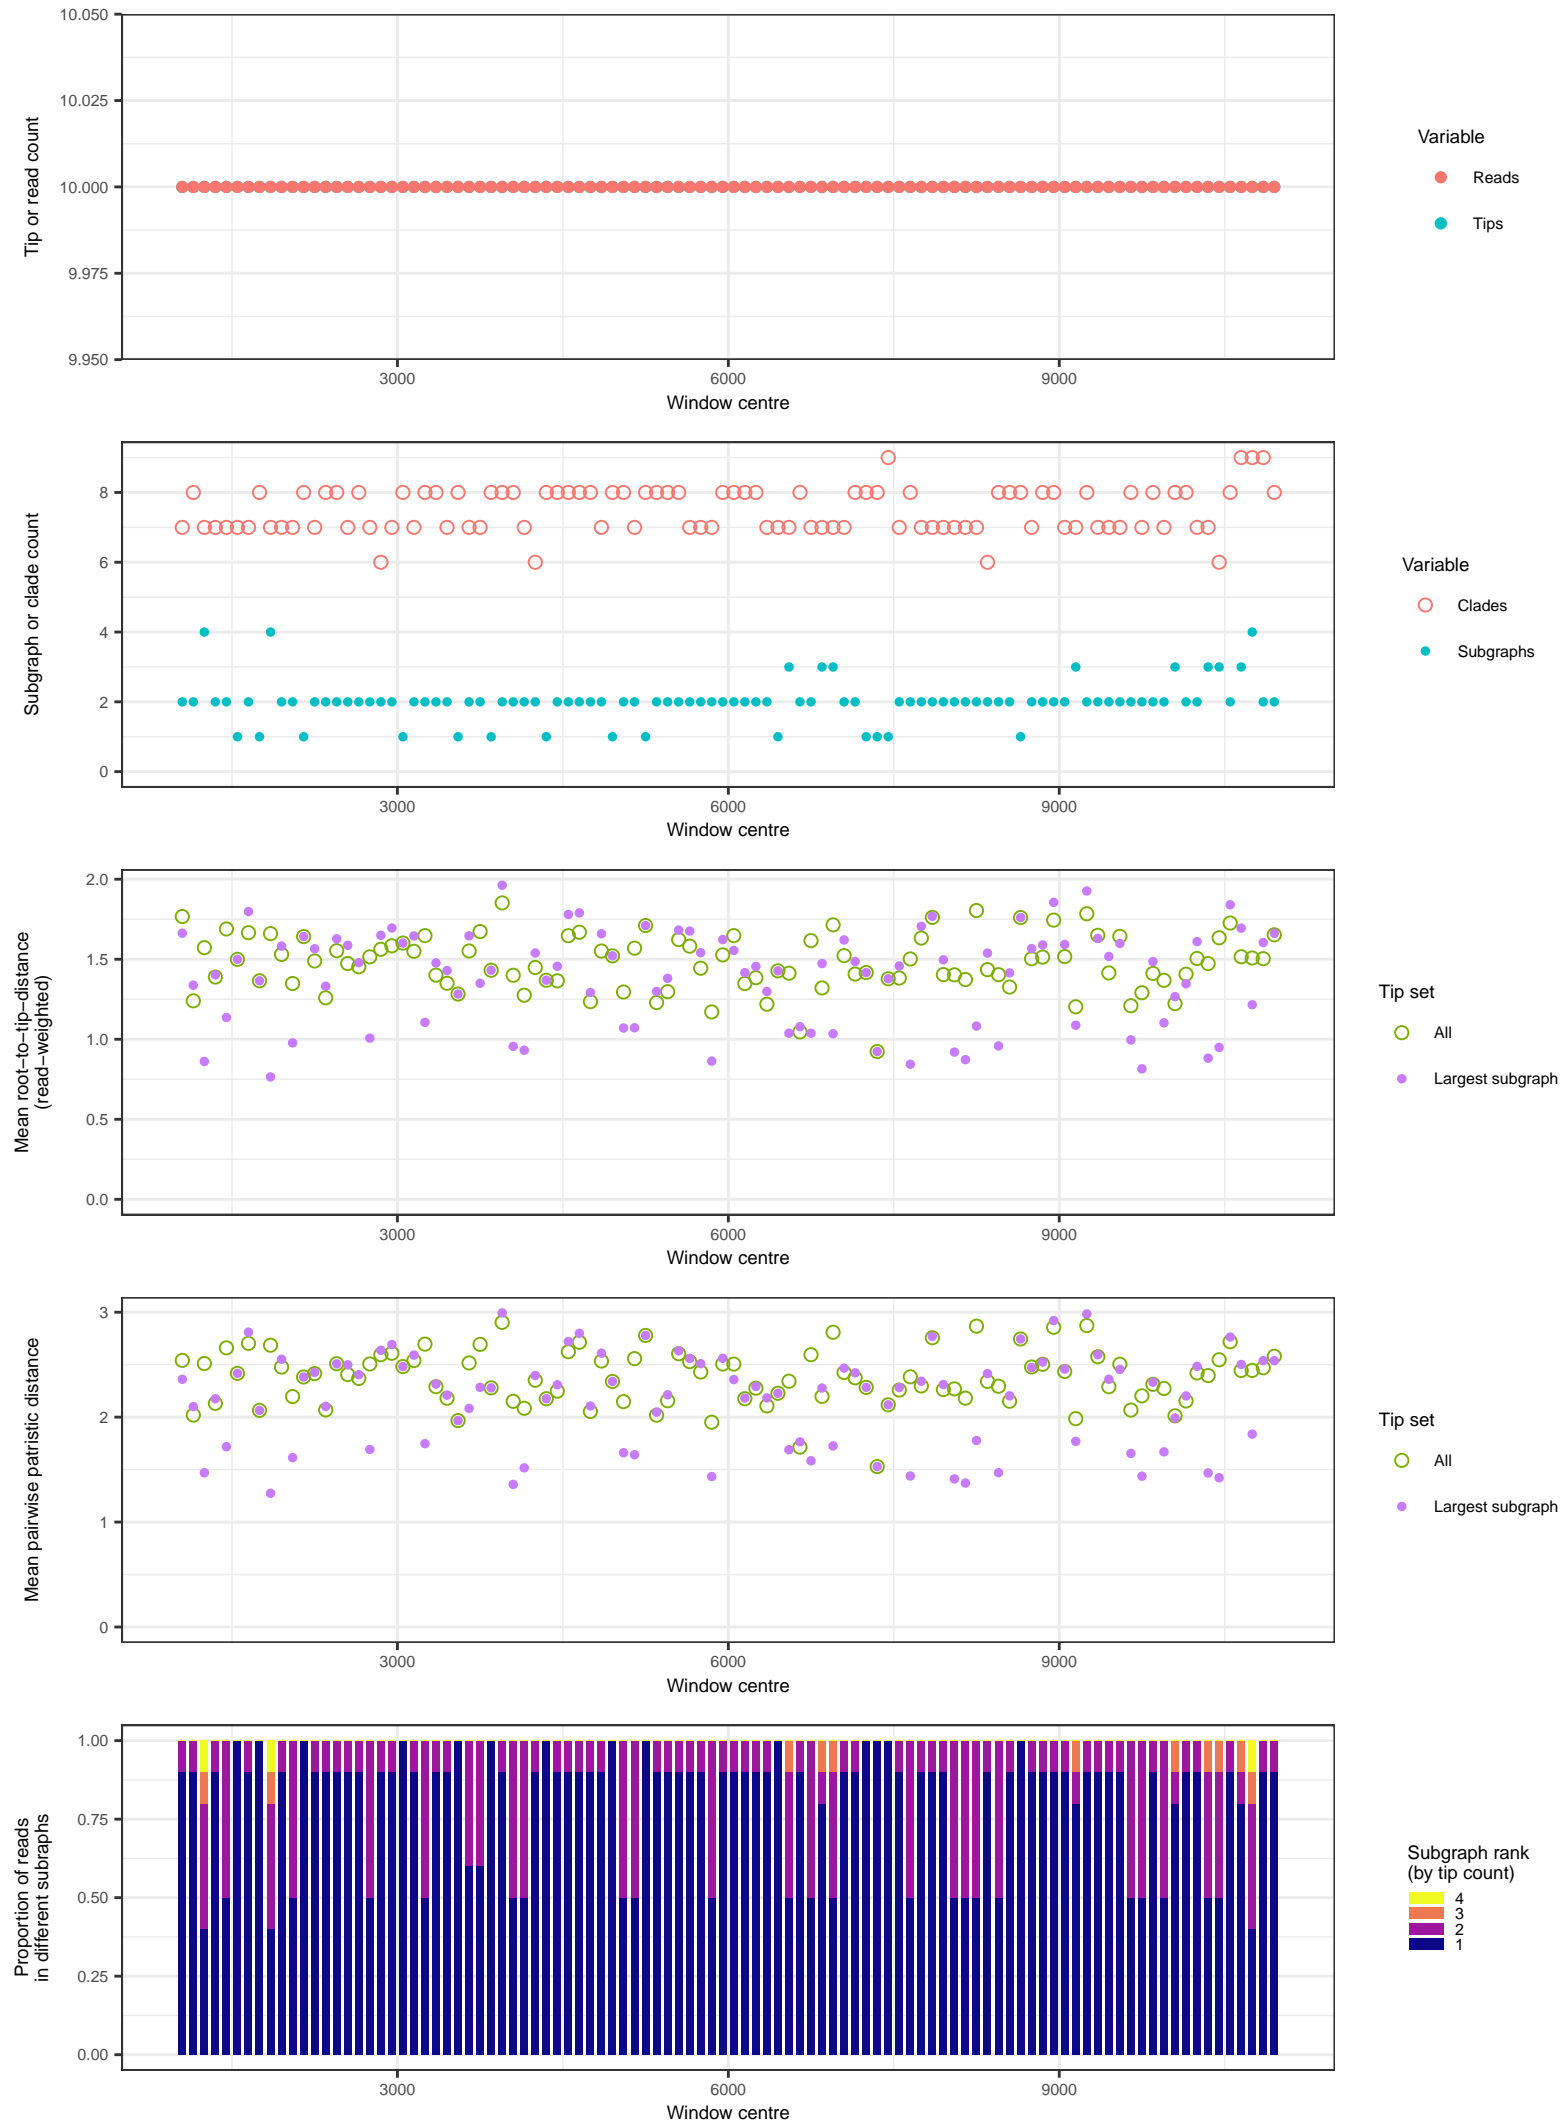 10.050
10.025
10.000
9.975
9.950
Tip or read count
3000
6000
9000
Window centre
Variable
Reads
Tips
8
6
4
2
0
Subgraph or clade count
3000
6000
9000
Window centre
Variable
Clades
Subgraphs
2.0
1.5
1.0
0.5
0.0
Mean root−to−tip−distance
(read−weighted)
3000
6000
9000
Window centre
Tip set
All
Largest subgraph
3
2
1
0
Mean pairwise patristic distance
3000
6000
9000
Window centre
Tip set
All
Largest subgraph
1.00
0.75
0.50
0.25
0.00
Proportion of reads
in different subraphs
3000
6000
9000
Window centre
Subgraph rank
(by tip count)
4
3
2
1